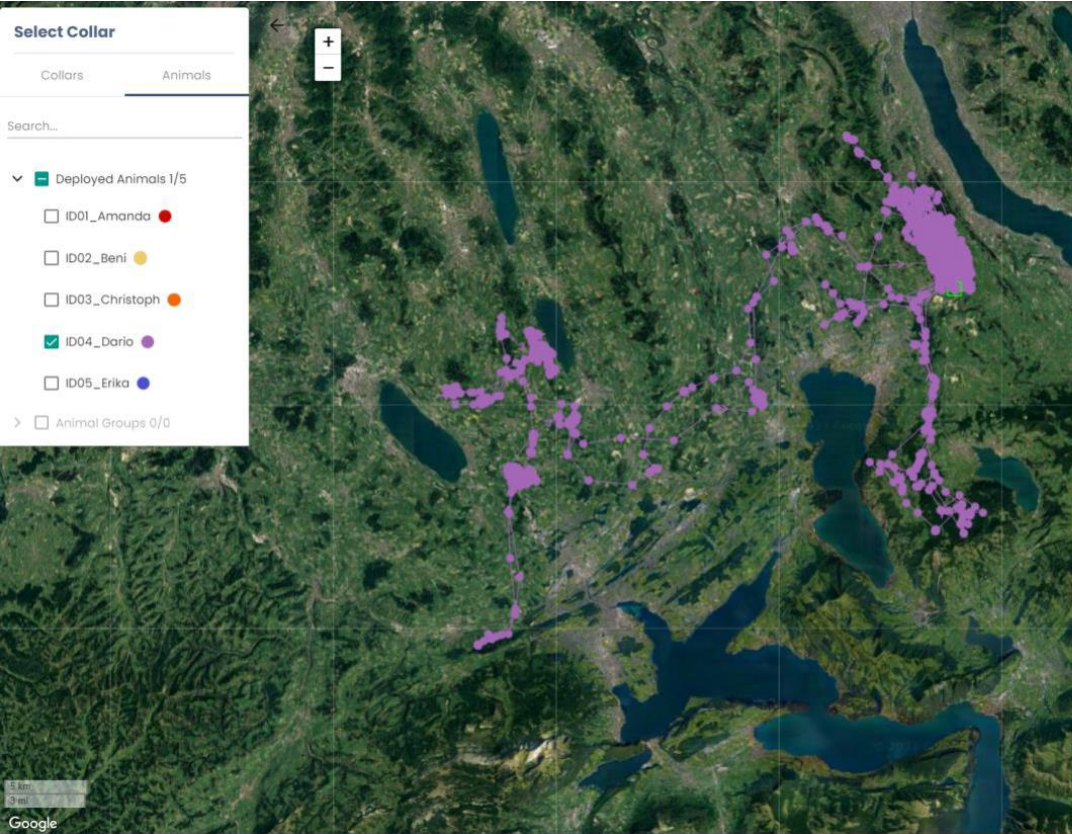 Select Collar
Collars
Animals
Search...
Deployed Animals 1/5
ID01_Amanda
ID02_Beni
ID03_Christoph
ID04_Dario
ID05_Erika
Animal Groups 0/0
+
−
5 km
3 mi
Google